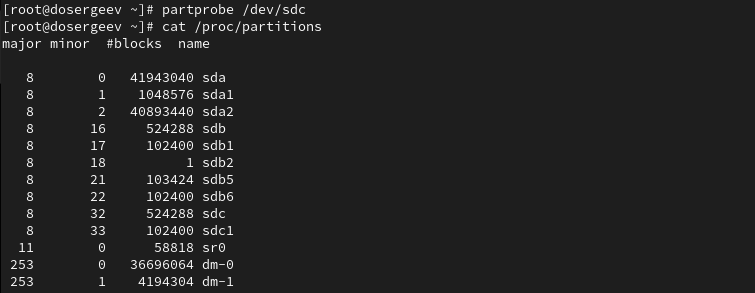 [root@dosergeev ~]# partprobe /dev/sdc
[root@dosergeev ~]# cat /proc/partitions
major minor  #blocks  name

   8        0   41943040 sda
   8        1    1048576 sda1
   8        2   40893440 sda2
   8       16     524288 sdb
   8       17     102400 sdb1
   8       18          1 sdb2
   8       21     103424 sdb5
   8       22     102400 sdb6
   8       32     524288 sdc
   8       33     102400 sdc1
  11        0      58818 sr0
 253        0   36696064 dm-0
 253        1    4194304 dm-1